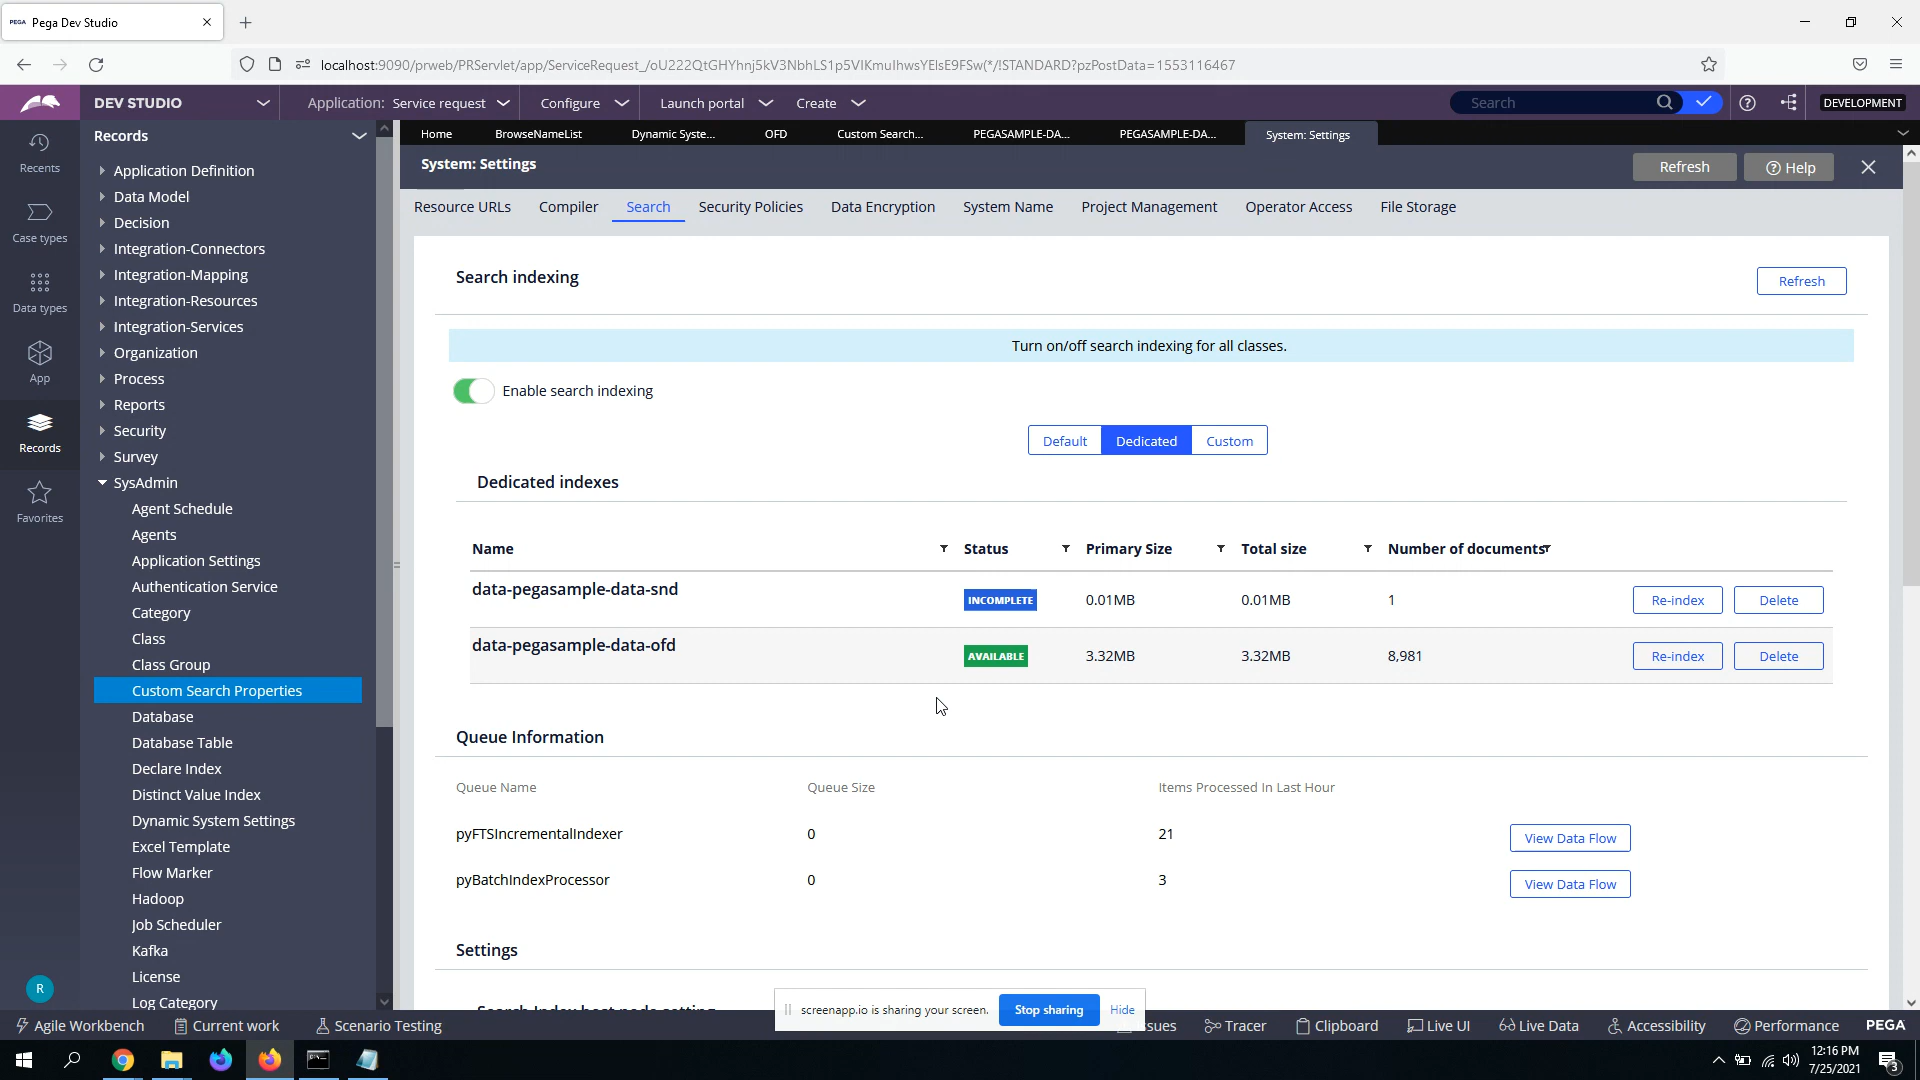 PEGA Pega Dev Studio
localhost:9090/prweb/PRServlet/app/ServiceRequest_/oU222QtGHYhnj5kV3NbhLS1p5VIKmuIhwsYElsE9FSw(*/!STANDARD?pzPostData=1553116467
DEV STUDIO Application: Service request Configure Launch portal Create Search DEVELOPMENT
Home BrowseNameList Dynamic Syste... OFD Custom Search... PEGASAMPLE-DA... PEGASAMPLE-DA... System: Settings
Recents
Case types
Data types
App
Records
Favorites
R
Records
Application Definition
Data Model
Decision
Integration-Connectors
Integration-Mapping
Integration-Resources
Integration-Services
Organization
Process
Reports
Security
Survey
SysAdmin
Agent Schedule
Agents
Application Settings
Authentication Service
Category
Class
Class Group
Custom Search Properties
Database
Database Table
Declare Index
Distinct Value Index
Dynamic System Settings
Excel Template
Flow Marker
Hadoop
Job Scheduler
Kafka
License
Log Category
System: Settings Refresh Help
Resource URLs Compiler Search Security Policies Data Encryption System Name Project Management Operator Access File Storage
Search indexing Refresh
Turn on/off search indexing for all classes.
Enable search indexing
Default Dedicated Custom
Dedicated indexes
Name Status Primary Size Total size Number of documents
data-pegasample-data-snd INCOMPLETE 0.01MB 0.01MB 1 Re-index Delete
data-pegasample-data-ofd AVAILABLE 3.32MB 3.32MB 8,981 Re-index Delete
Queue Information
Queue Name Queue Size Items Processed In Last Hour
pyFTSIncrementalIndexer 0 21 View Data Flow
pyBatchIndexProcessor 0 3 View Data Flow
Settings
screenapp.io is sharing your screen. Stop sharing Hide
Agile Workbench Current work Scenario Testing Tracer Clipboard Live UI Live Data Accessibility Performance PEGA
12:16 PM
7/25/2021
3